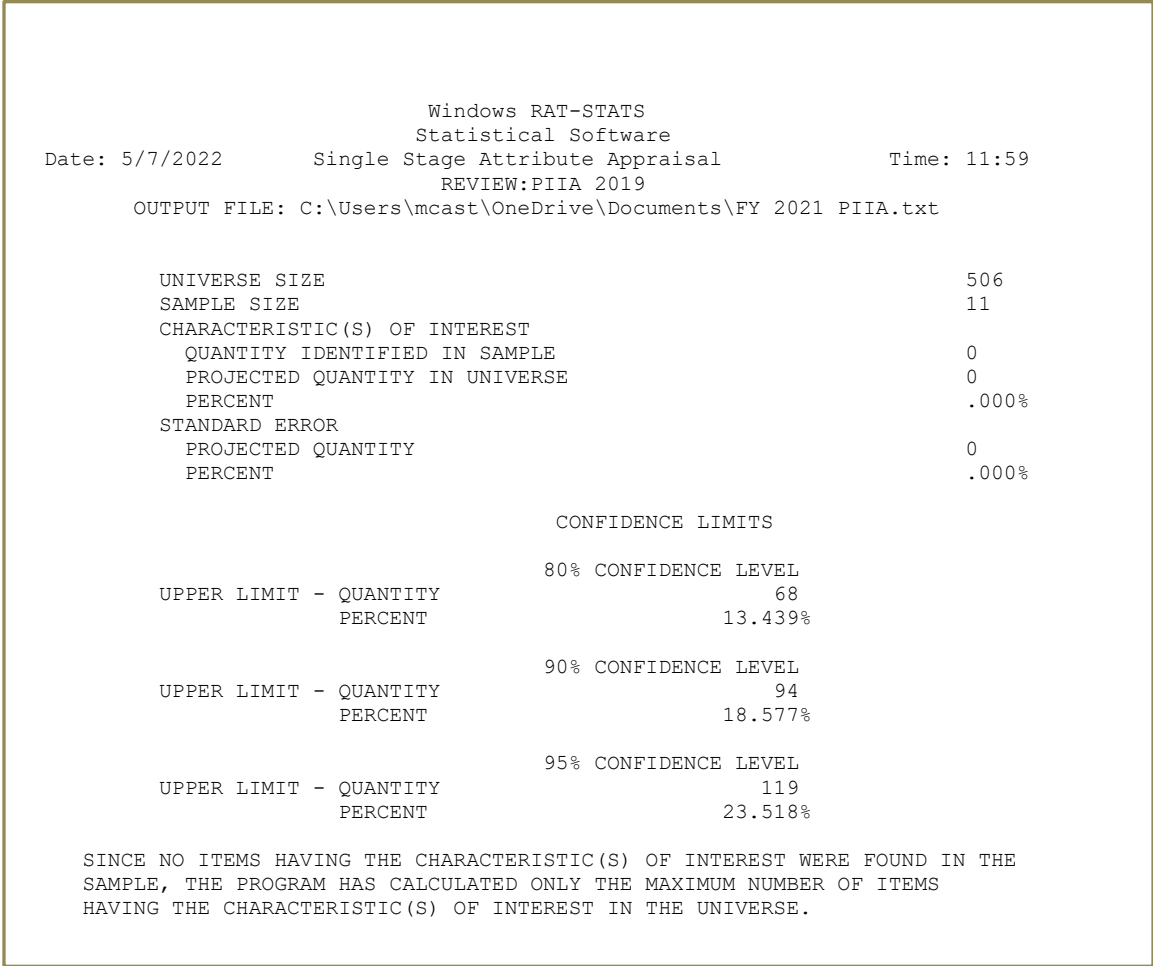 Windows RAT-STATS
Statistical Software
Date: 5/7/2022 Single Stage Attribute Appraisal Time: 11:59
REVIEW:PIIA 2019
OUTPUT FILE: C:\Users\mcast\OneDrive\Documents\FY 2021 PIIA.txt
UNIVERSE SIZE 506
SAMPLE SIZE 11
CHARACTERISTIC(S) OF INTEREST
QUANTITY IDENTIFIED IN SAMPLE 0
PROJECTED QUANTITY IN UNIVERSE 0
PERCENT .000%
STANDARD ERROR
PROJECTED QUANTITY 0
PERCENT .000%
CONFIDENCE LIMITS
80% CONFIDENCE LEVEL
UPPER LIMIT - QUANTITY 68
PERCENT 13.439%
90% CONFIDENCE LEVEL
UPPER LIMIT - QUANTITY 94
PERCENT 18.577%
95% CONFIDENCE LEVEL
UPPER LIMIT - QUANTITY 119
PERCENT 23.518%
SINCE NO ITEMS HAVING THE CHARACTERISTIC(S) OF INTEREST WERE FOUND IN THE
SAMPLE, THE PROGRAM HAS CALCULATED ONLY THE MAXIMUM NUMBER OF ITEMS
HAVING THE CHARACTERISTIC(S) OF INTEREST IN THE UNIVERSE.